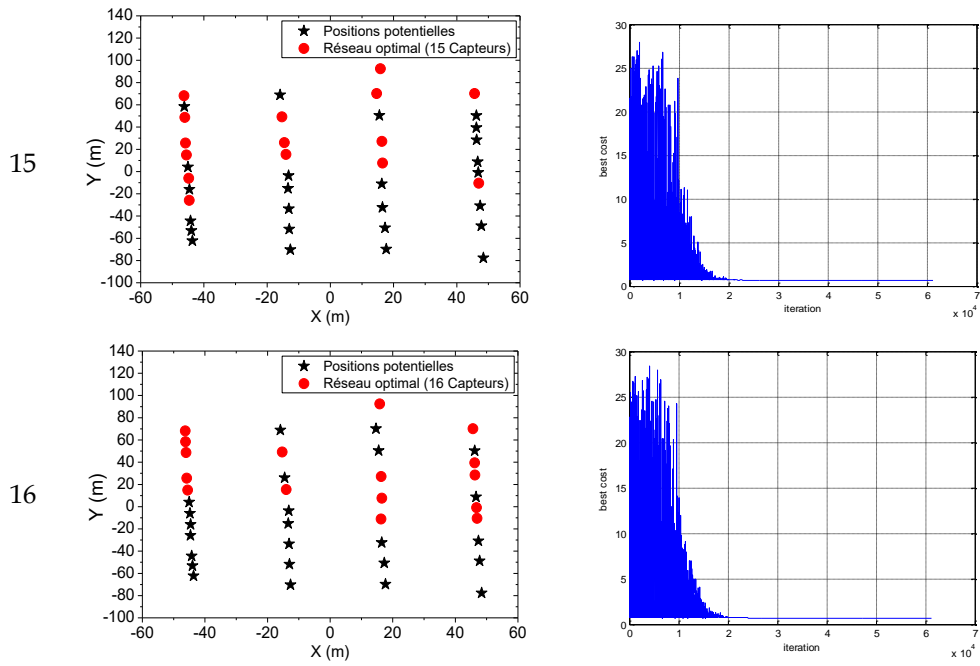 15
140
120
100
80
60
40
20
0
-20
-40
-60
-80
-100
Y (m)
-60 -40 -20 0 20 40 60
X (m)
Positions potentielles
Réseau optimal (15 Capteurs)
30
25
20
15
10
5
0
best cost
0 1 2 3 4 5 6 7
iteration
x 10^4
16
140
120
100
80
60
40
20
0
-20
-40
-60
-80
-100
Y (m)
-60 -40 -20 0 20 40 60
X (m)
Positions potentielles
Réseau optimal (16 Capteurs)
30
25
20
15
10
5
0
best cost
0 1 2 3 4 5 6 7
iteration
x 10^4